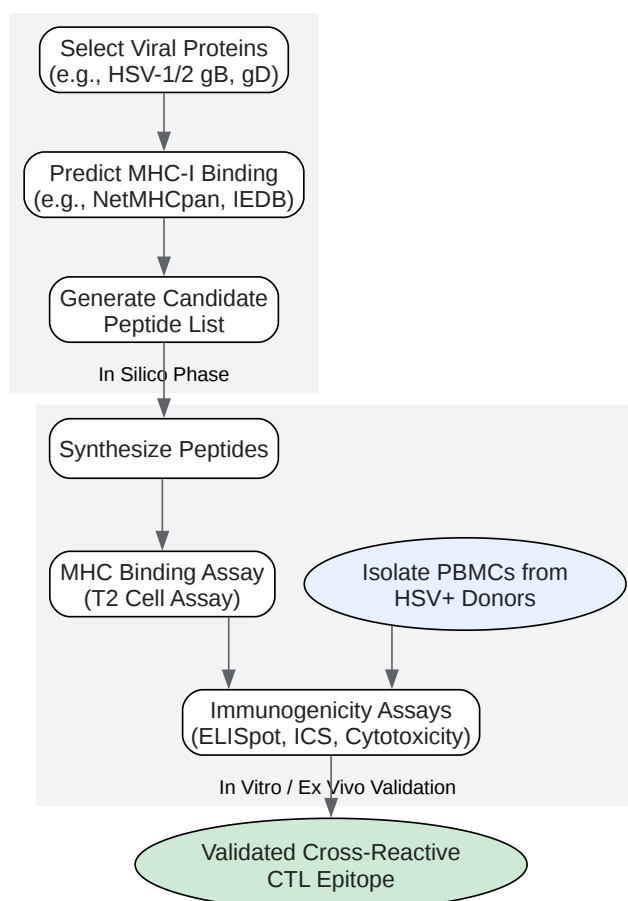 Select Viral Proteins
(e.g., HSV-1/2 gB, gD)
Predict MHC-I Binding
(e.g., NetMHCpan, IEDB)
Generate Candidate
Peptide List
In Silico Phase
Synthesize Peptides
MHC Binding Assay
(T2 Cell Assay)
Isolate PBMCs from
HSV+ Donors
Immunogenicity Assays
(ELISpot, ICS, Cytotoxicity)
In Vitro / Ex Vivo Validation
Validated Cross-Reactive
CTL Epitope